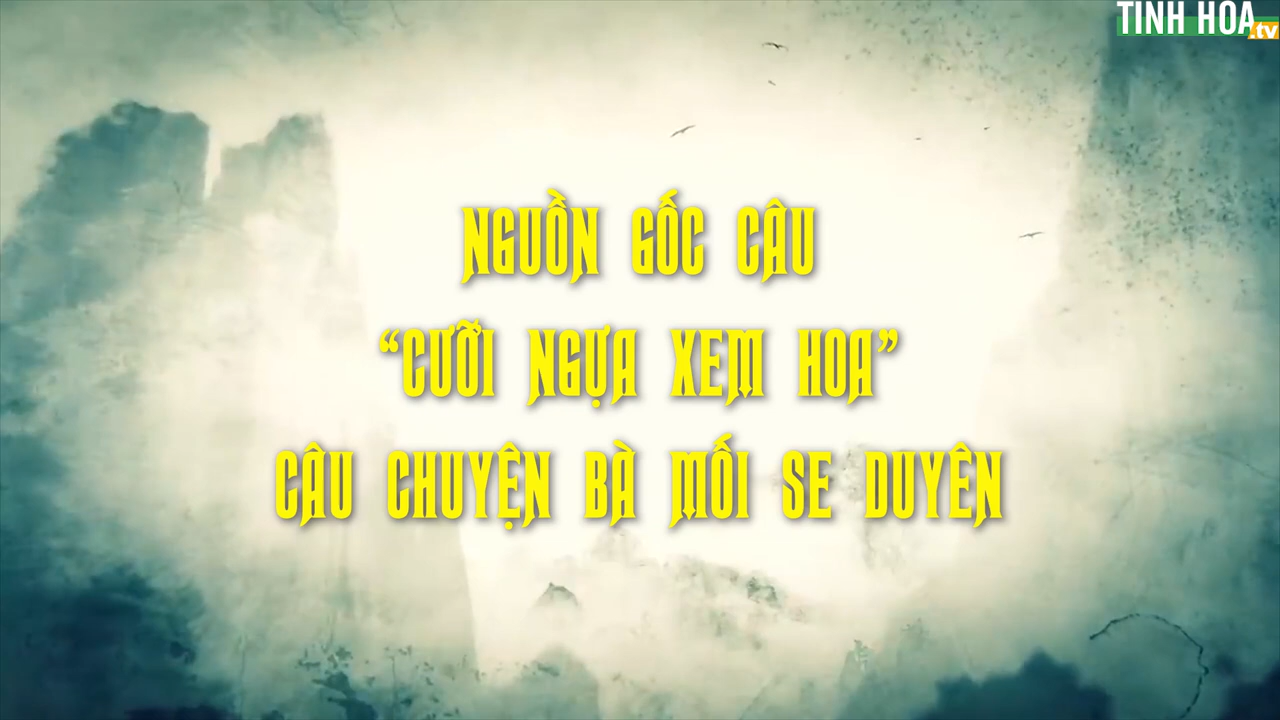 TINH HOA
.tv
NGUỒN GỐC CÂU
“CƯỠI NGỰA XEM HOA”
CÂU CHUYỆN BÀ MỐI SE DUYÊN